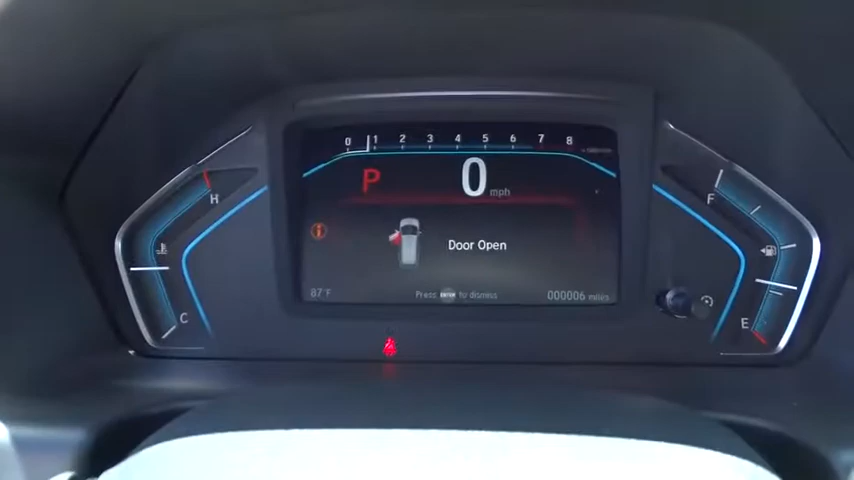 0 1 2 3 4 5 6 7 8
P 0 mph
H F
Door Open
C E
87°F Press ENTER to dismiss 000006 miles